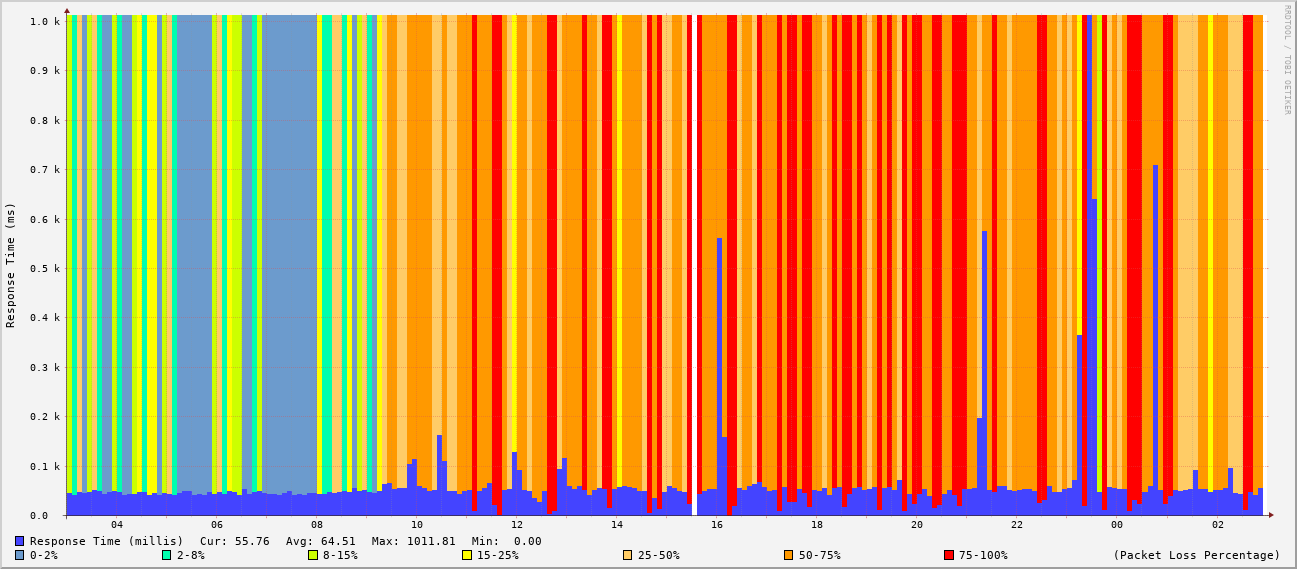 RRDTOOL / TOBI OETIKER
Response Time (ms)
1.0 k
0.9 k
0.8 k
0.7 k
0.6 k
0.5 k
0.4 k
0.3 k
0.2 k
0.1 k
0.0
04 06 08 10 12 14 16 18 20 22 00 02
Response Time (millis) Cur: 55.76 Avg: 64.51 Max: 1011.81 Min: 0.00
0-2% 2-8% 8-15% 15-25% 25-50% 50-75% 75-100% (Packet Loss Percentage)